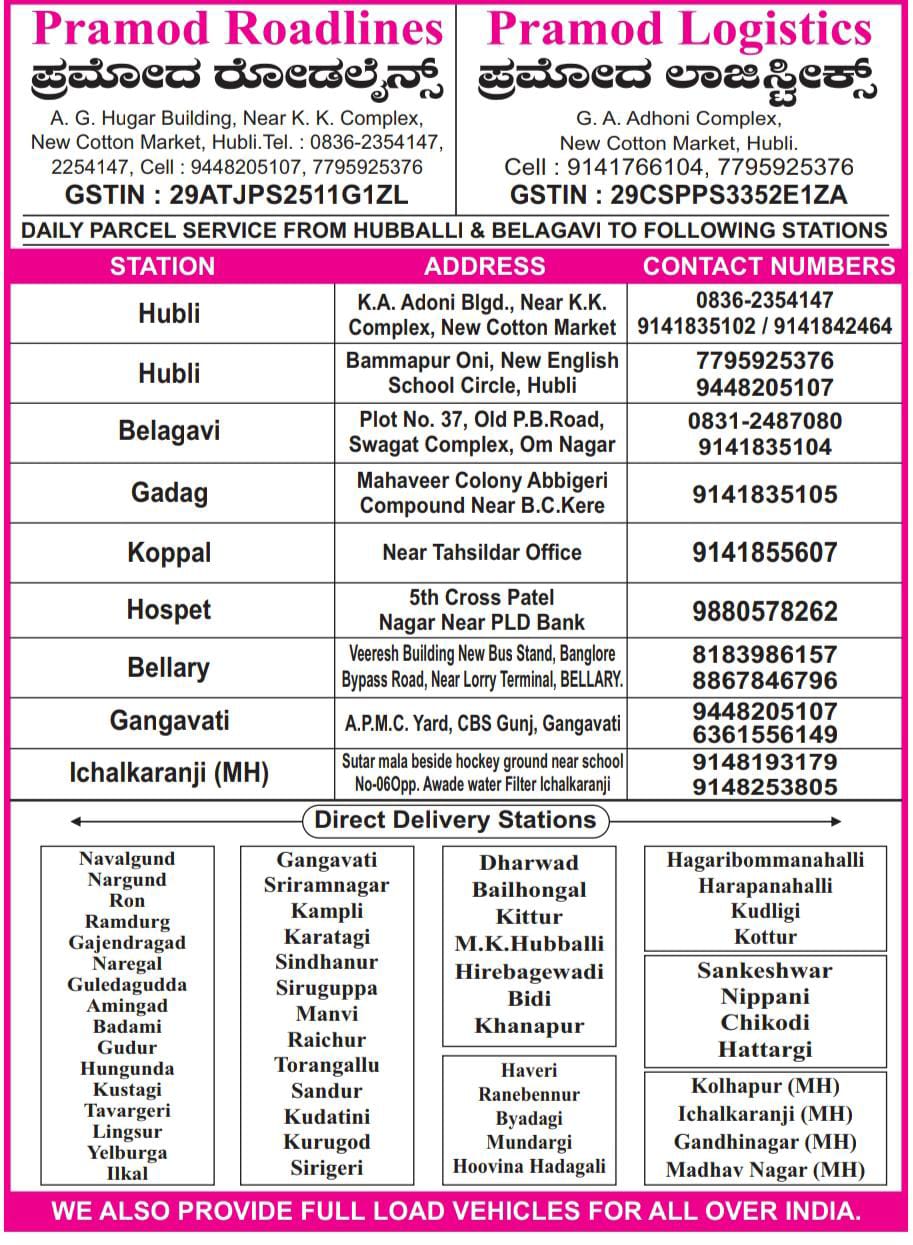 Pramod Roadlines
ಪ್ರಮೋದ ರೋಡಲೈನ್ಸ್
A. G. Hugar Building, Near K. K. Complex,
New Cotton Market, Hubli.Tel. : 0836-2354147,
2254147, Cell : 9448205107, 7795925376
GSTIN : 29ATJPS2511G1ZL
Pramod Logistics
ಪ್ರಮೋದ ಲಾಜಿಸ್ಟೀಕ್ಸ್
G. A. Adhoni Complex,
New Cotton Market, Hubli.
Cell : 9141766104, 7795925376
GSTIN : 29CSPPS3352E1ZA
DAILY PARCEL SERVICE FROM HUBBALLI & BELAGAVI TO FOLLOWING STATIONS
STATION ADDRESS CONTACT NUMBERS
Hubli
K.A. Adoni Blgd., Near K.K.
Complex, New Cotton Market
0836-2354147
9141835102 / 9141842464
Hubli
Bammapur Oni, New English
School Circle, Hubli
7795925376
9448205107
Belagavi
Plot No. 37, Old P.B.Road,
Swagat Complex, Om Nagar
0831-2487080
9141835104
Gadag
Mahaveer Colony Abbigeri
Compound Near B.C.Kere
9141835105
Koppal
Near Tahsildar Office
9141855607
Hospet
5th Cross Patel
Nagar Near PLD Bank
9880578262
Bellary
Veeresh Building New Bus Stand, Banglore
Bypass Road, Near Lorry Terminal, BELLARY.
8183986157
8867846796
Gangavati
A.P.M.C. Yard, CBS Gunj, Gangavati
9448205107
6361556149
Ichalkaranji (MH)
Sutar mala beside hockey ground near school
No-06Opp. Awade water Filter Ichalkaranji
9148193179
9148253805
Direct Delivery Stations
Navalgund
Nargund
Ron
Ramdurg
Gajendragad
Naregal
Guledagudda
Amingad
Badami
Gudur
Hungunda
Kustagi
Tavargeri
Lingsur
Yelburga
Ilkal
Gangavati
Sriramnagar
Kampli
Karatagi
Sindhanur
Siruguppa
Manvi
Raichur
Torangallu
Sandur
Kudatini
Kurugod
Sirigeri
Dharwad
Bailhongal
Kittur
M.K.Hubballi
Hirebagewadi
Bidi
Khanapur
Haveri
Ranebennur
Byadagi
Mundargi
Hoovina Hadagali
Hagaribommanahalli
Harapanahalli
Kudligi
Kottur
Sankeshwar
Nippani
Chikodi
Hattargi
Kolhapur (MH)
Ichalkaranji (MH)
Gandhinagar (MH)
Madhav Nagar (MH)
WE ALSO PROVIDE FULL LOAD VEHICLES FOR ALL OVER INDIA.